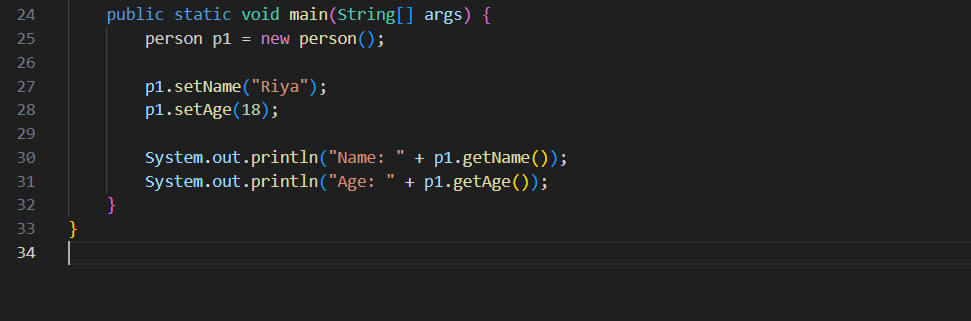 24 public static void main(String[] args) {
25 person p1 = new person();
26
27 p1.setName("Riya");
28 p1.setAge(18);
29
30 System.out.println("Name: " + p1.getName());
31 System.out.println("Age: " + p1.getAge());
32 }
33 }
34